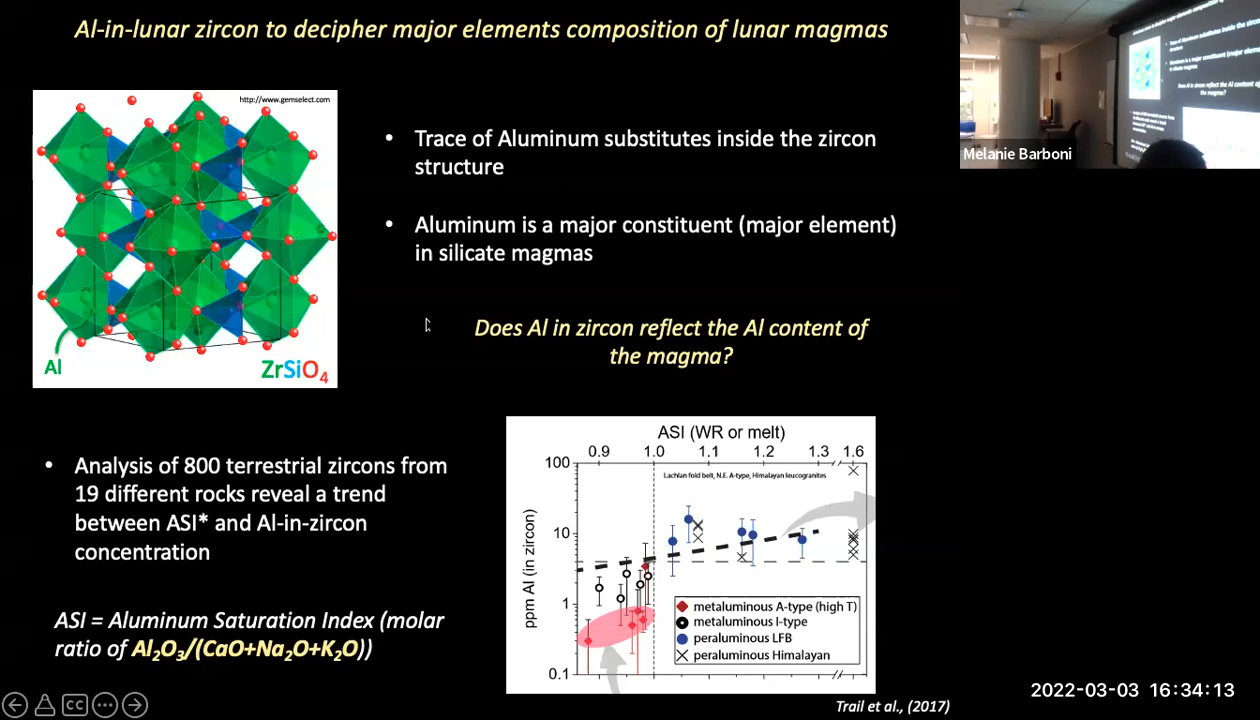 Al-in-lunar zircon to decipher major elements composition of lunar magmas
http://www.gemselect.com
Al
ZrSiO4
• Trace of Aluminum substitutes inside the zircon
structure
• Aluminum is a major constituent (major element)
in silicate magmas
Does Al in zircon reflect the Al content of
the magma?
• Analysis of 800 terrestrial zircons from
19 different rocks reveal a trend
between ASI* and Al-in-zircon
concentration
ASI = Aluminum Saturation Index (molar
ratio of Al2O3/(CaO+Na2O+K2O))
ASI (WR or melt)
0.9 1.0 1.1 1.2 1.3 1.6
Lachlan fold belt, N.E. A-type, Himalayan leucogranites
ppm Al (in zircon)
100
10
1
0.1
metaluminous A-type (high T)
metaluminous I-type
peraluminous LFB
peraluminous Himalayan
Trail et al., (2017)
Melanie Barboni
CC
2022-03-03 16:34:13